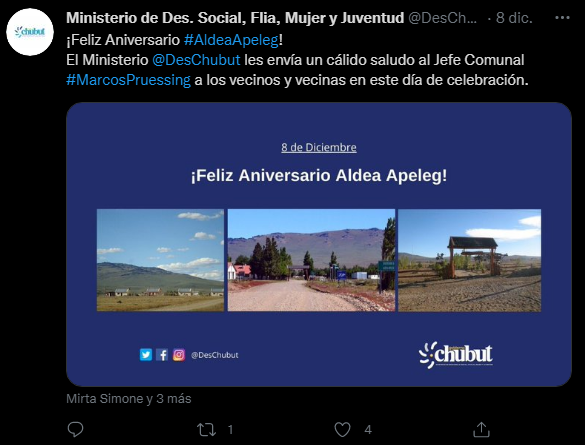 Ministerio de Des. Social, Flia, Mujer y Juventud @DesCh... · 8 dic.
¡Feliz Aniversario #AldeaApeleg!
El Ministerio @DesChubut les envía un cálido saludo al Jefe Comunal
#MarcosPruessing a los vecinos y vecinas en este día de celebración.
8 de Diciembre
¡Feliz Aniversario Aldea Apeleg!
@DesChubut
chubut
Mirta Simone y 3 más
1
4